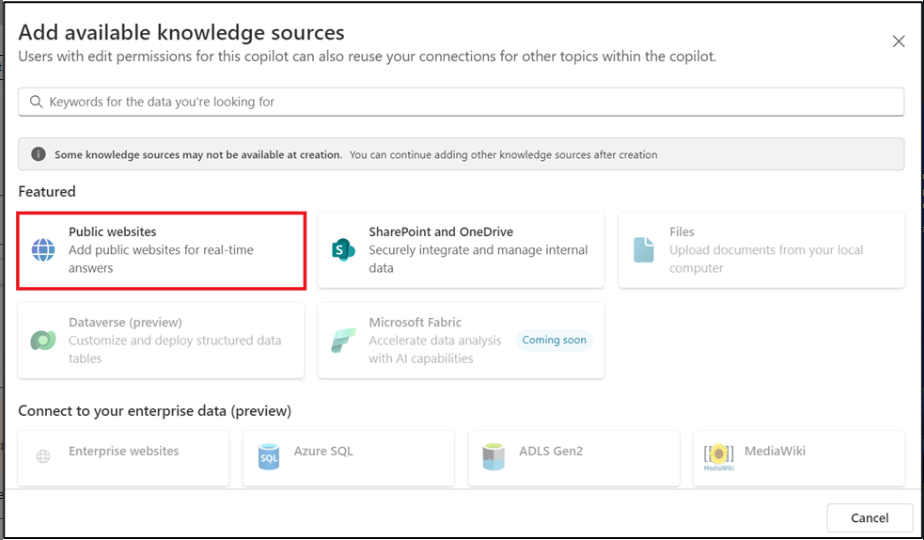 Add available knowledge sources
Users with edit permissions for this copilot can also reuse your connections for other topics within the copilot.
Keywords for the data you're looking for
Some knowledge sources may not be available at creation. You can continue adding other knowledge sources after creation
Featured
Public websites
Add public websites for real-time
answers
SharePoint and OneDrive
Securely integrate and manage internal
data
Files
Upload documents from your local
computer
Dataverse (preview)
Customize and deploy structured data
tables
Microsoft Fabric
Accelerate data analysis
with AI capabilities
Coming soon
Connect to your enterprise data (preview)
Enterprise websites
SQL
Azure SQL
ADLS Gen2
MediaWiki
MediaWiki
Cancel